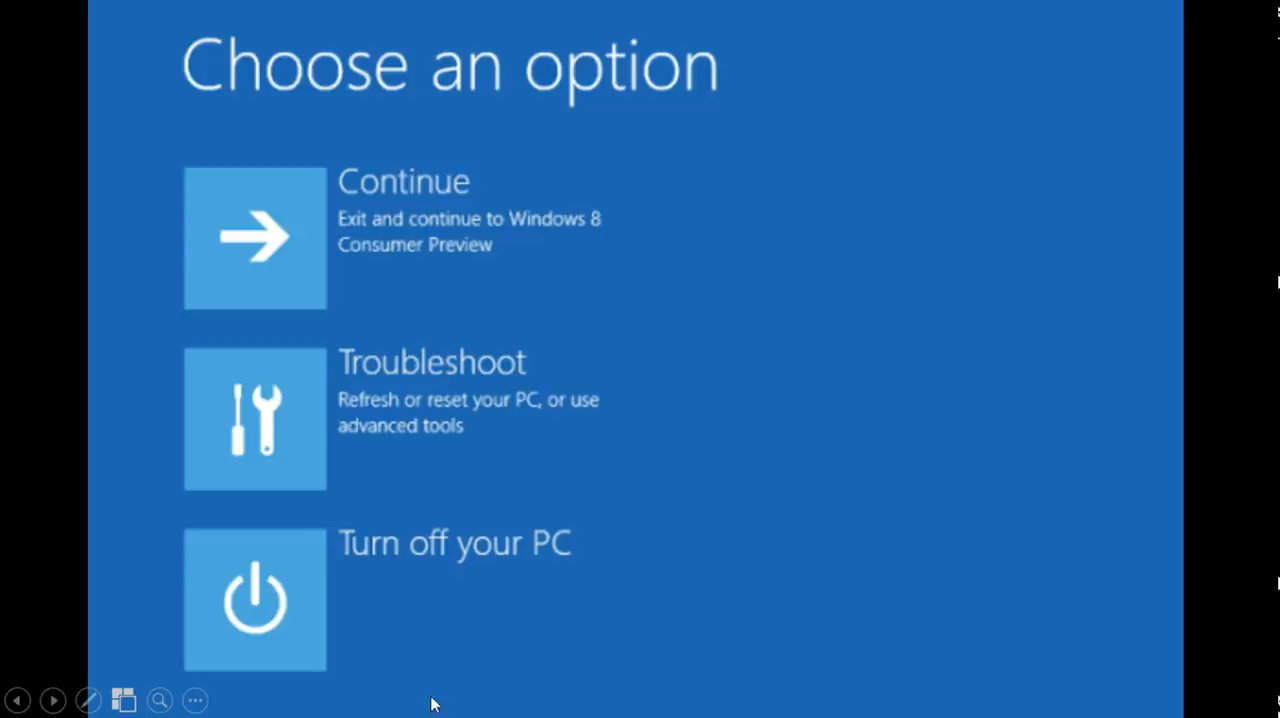 Choose an option
Continue
Exit and continue to Windows 8
Consumer Preview
Troubleshoot
Refresh or reset your PC, or use
advanced tools
Turn off your PC